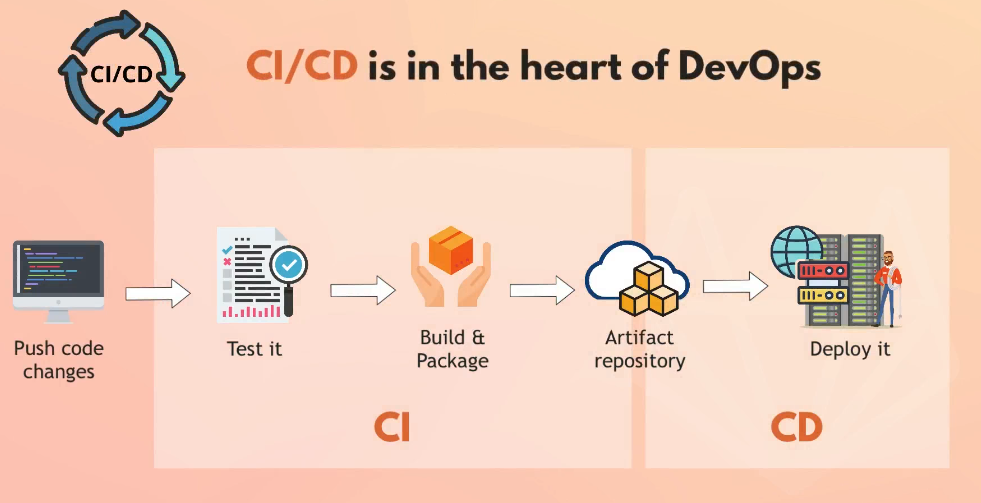 CI/CD
CI/CD is in the heart of DevOps
Push code
changes
Test it
Build &
Package
Artifact
repository
Deploy it
CI
CD